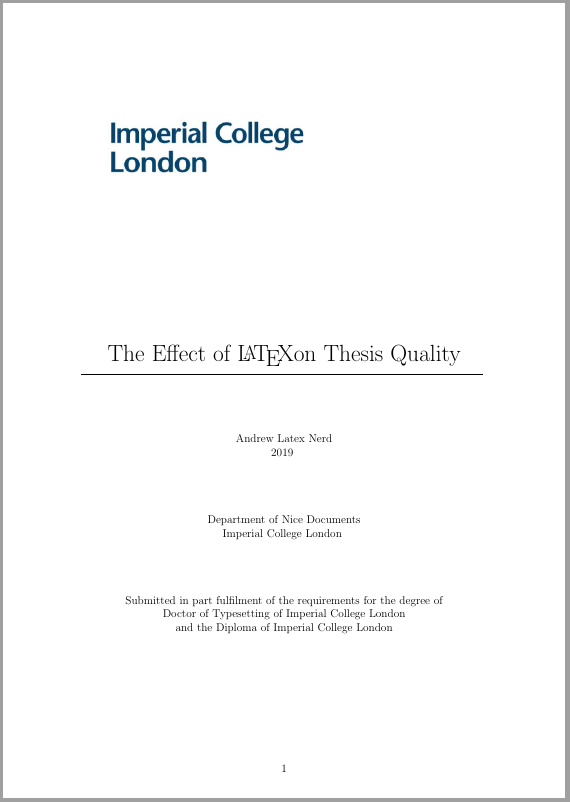 Imperial College
London
The Effect of LATEXon Thesis Quality
Andrew Latex Nerd
2019
Department of Nice Documents
Imperial College London
Submitted in part fulfilment of the requirements for the degree of
Doctor of Typesetting of Imperial College London
and the Diploma of Imperial College London
1